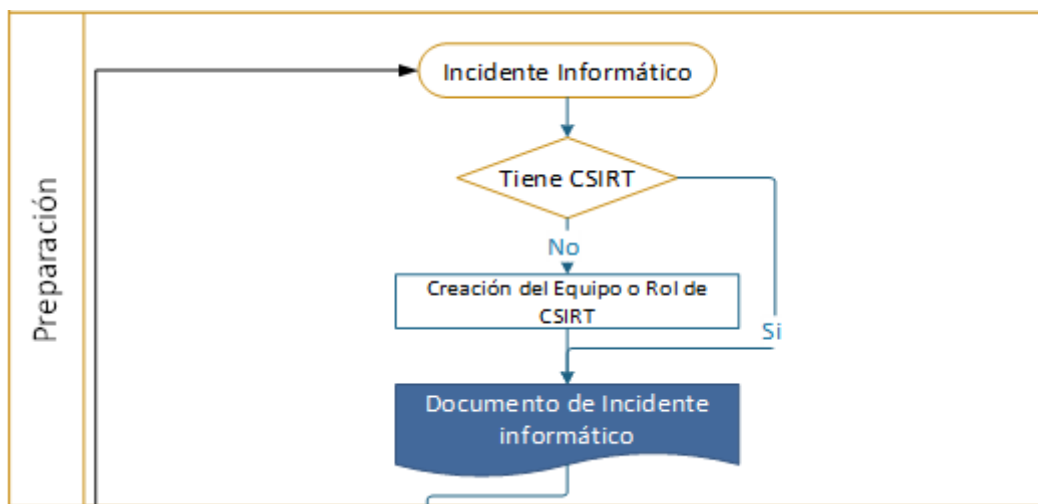 Preparación
Incidente Informático
Tiene CSIRT
No
Creación del Equipo o Rol de
CSIRT
Si
Documento de Incidente
informático